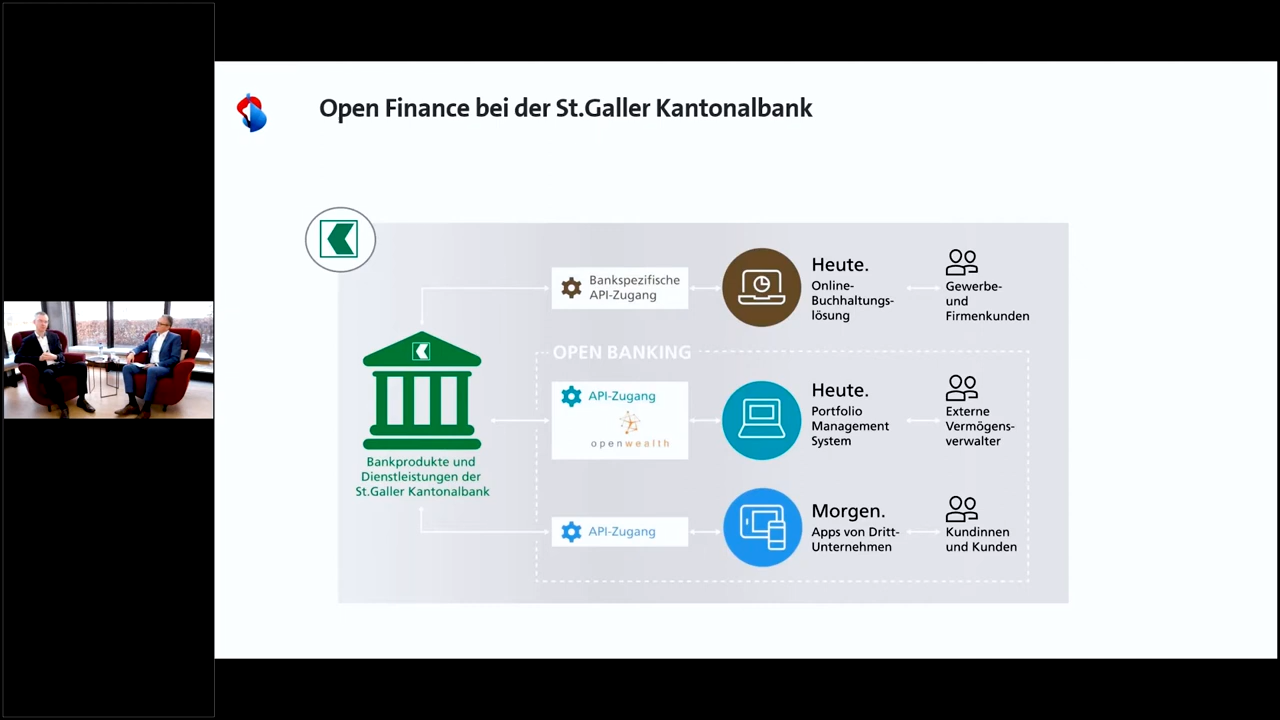 Open Finance bei der St.Galler Kantonalbank
Bankspezifische
API-Zugang
Heute.
Online-
Buchhaltungs-
lösung
Gewerbe-
und
Firmenkunden
OPEN BANKING
API-Zugang
openwealth
Heute.
Portfolio
Management
System
Externe
Vermögens-
verwalter
Bankprodukte und
Dienstleistungen der
St.Galler Kantonalbank
API-Zugang
Morgen.
Apps von Dritt-
Unternehmen
Kundinnen
und Kunden